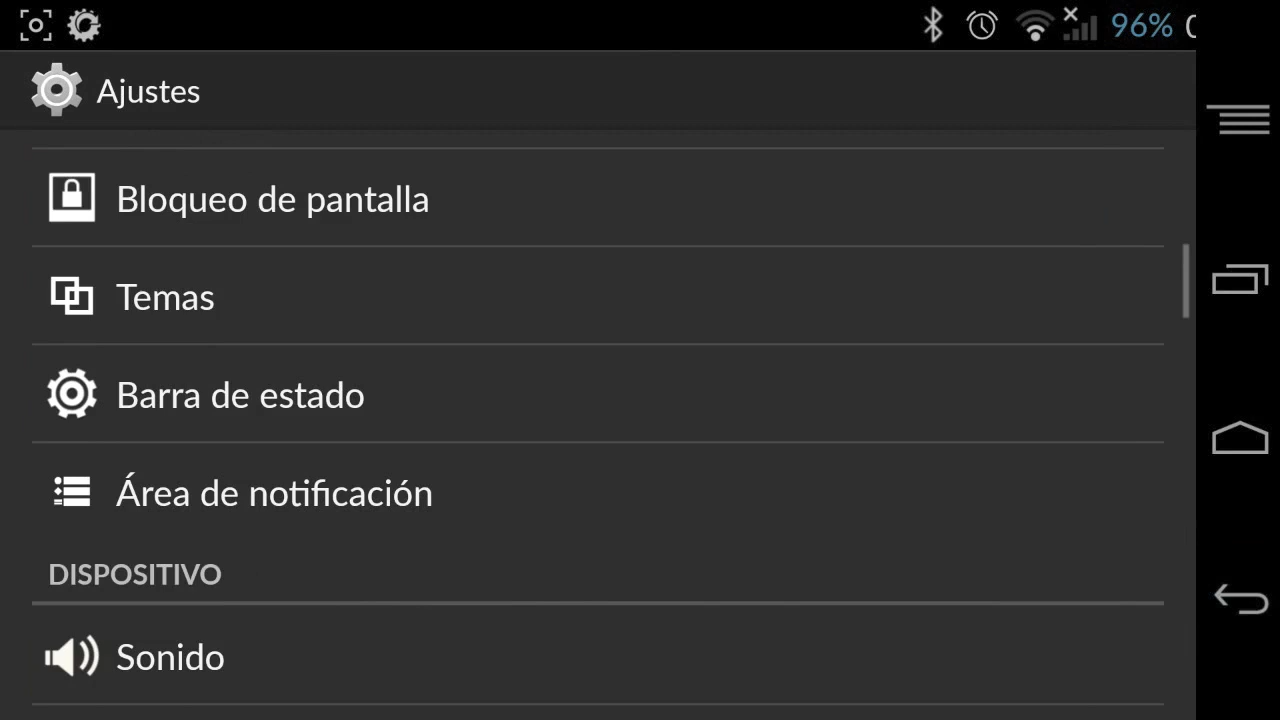 96%
Ajustes
Bloqueo de pantalla
Temas
Barra de estado
Área de notificación
DISPOSITIVO
Sonido